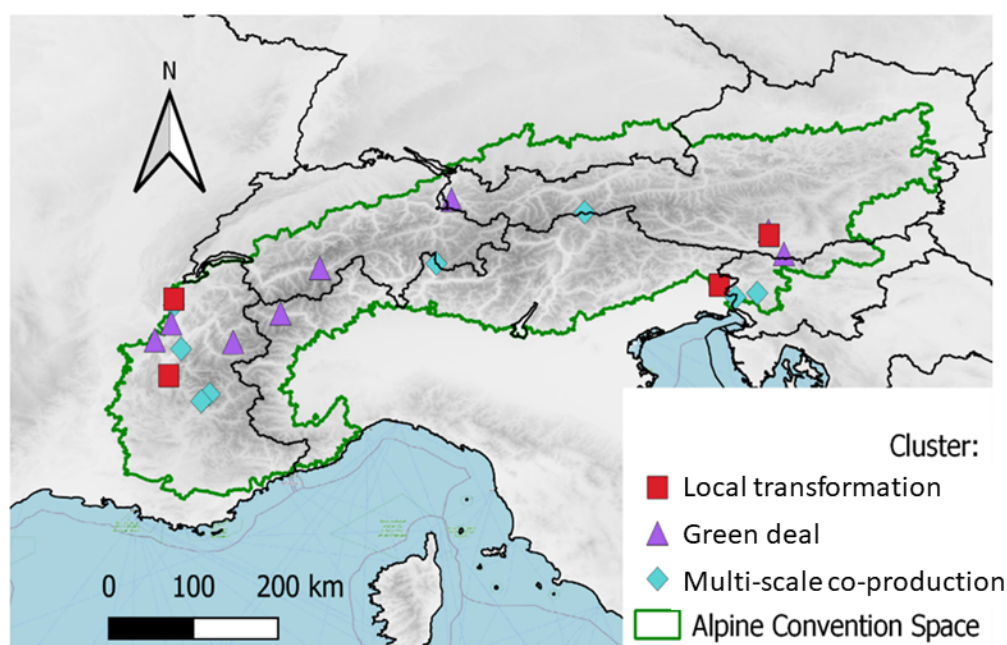 N
Cluster:
Local transformation
Green deal
Multi-scale co-production
Alpine Convention Space
0 100 200 km